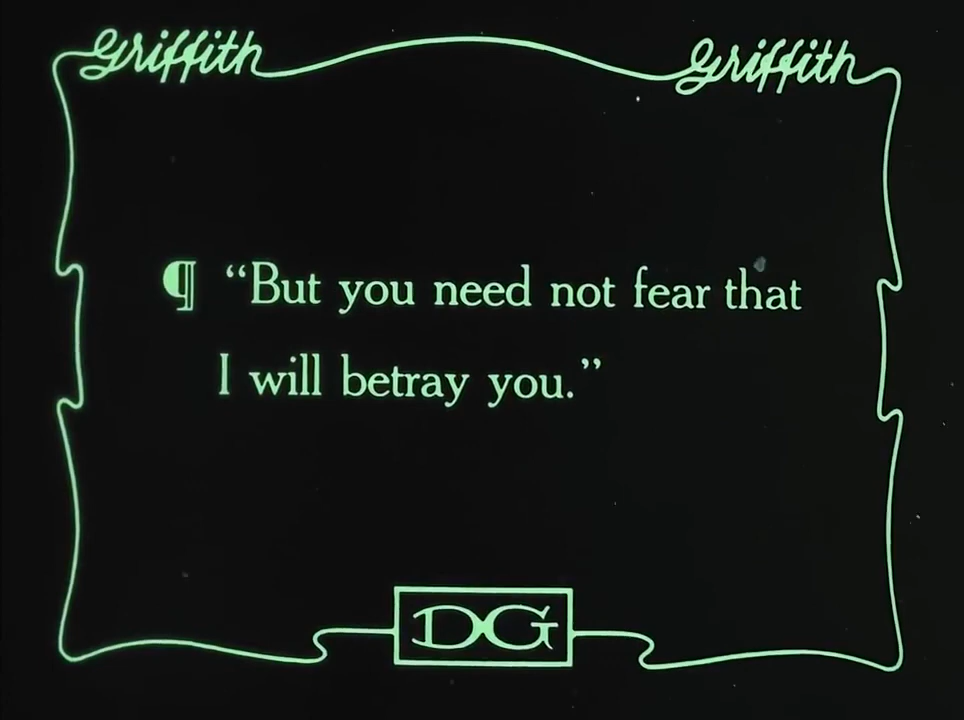 Griffith Griffith
¶ “But you need not fear that
I will betray you.”
DG